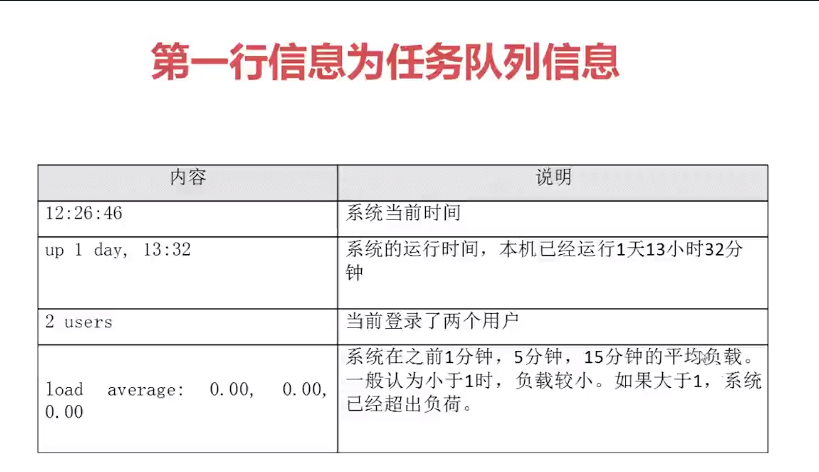 第一行信息为任务队列信息
内容
说明
12:26:46
系统当前时间
up 1 day, 13:32
系统的运行时间，本机已经运行1天13小时32分
钟
2 users
当前登录了两个用户
load average: 0.00, 0.00,
0.00
系统在之前1分钟，5分钟，15分钟的平均负载。
一般认为小于1时，负载较小。如果大于1，系统
已经超出负荷。